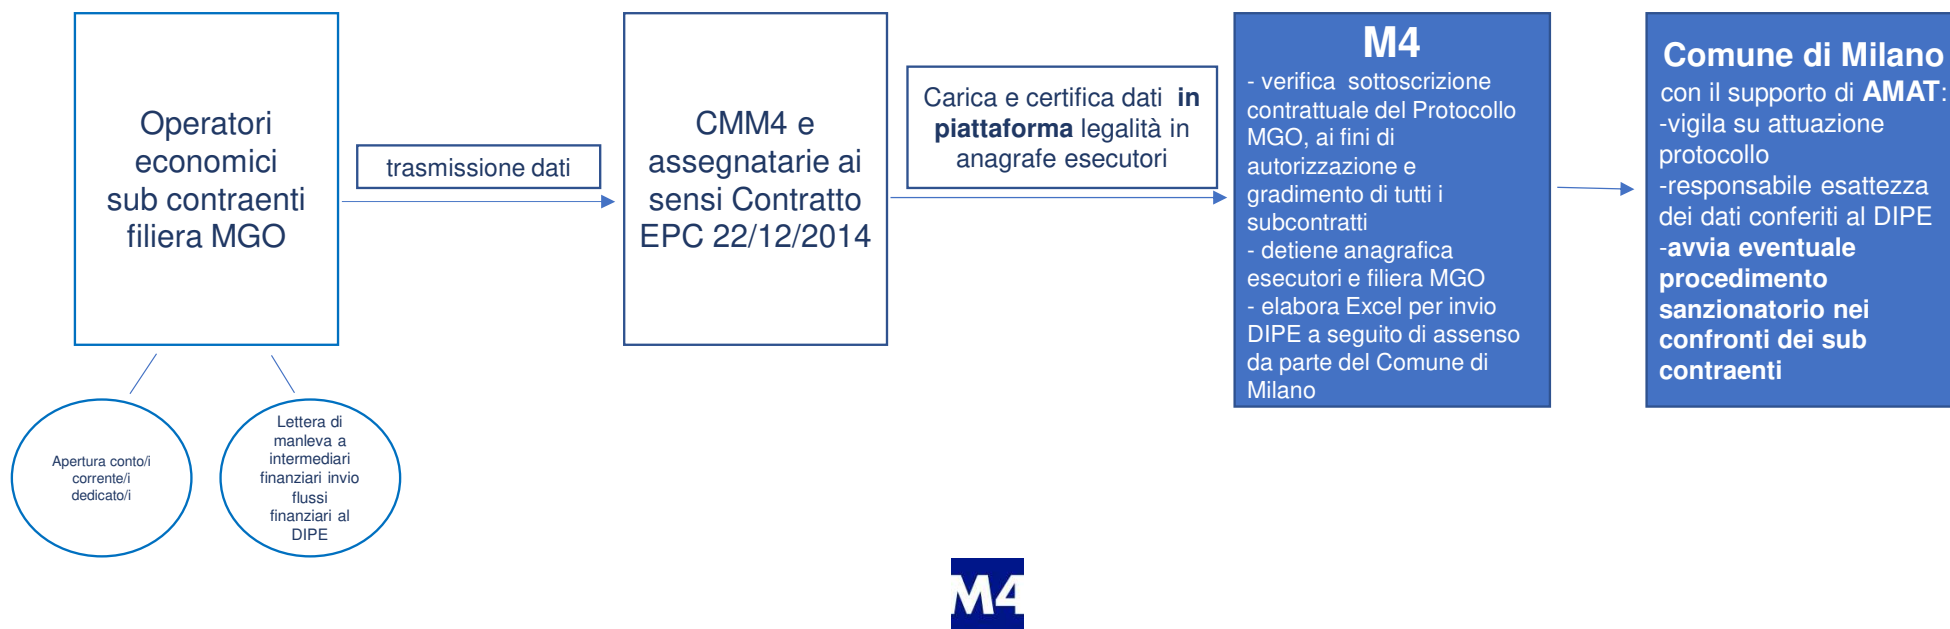 Operatori
economici
sub contraenti
filiera MGO
trasmissione dati
CMM4 e
assegnatarie ai
sensi Contratto
EPC 22/12/2014
Carica e certifica dati in
piattaforma legalità in
anagrafe esecutori
M4
- verifica sottoscrizione
contrattuale del Protocollo
MGO, ai fini di
autorizzazione e
gradimento di tutti i
subcontratti
- detiene anagrafica
esecutori e filiera MGO
- elabora Excel per invio
DIPE a seguito di assenso
da parte del Comune di
Milano
Comune di Milano
con il supporto di AMAT:
-vigila su attuazione
protocollo
-responsabile esattezza
dei dati conferiti al DIPE
-avvia eventuale
procedimento
sanzionatorio nei
confronti dei sub
contraenti
Apertura conto/i
corrente/i
dedicato/i
Lettera di
manleva a
intermediari
finanziari invio
flussi
finanziari al
DIPE
M4